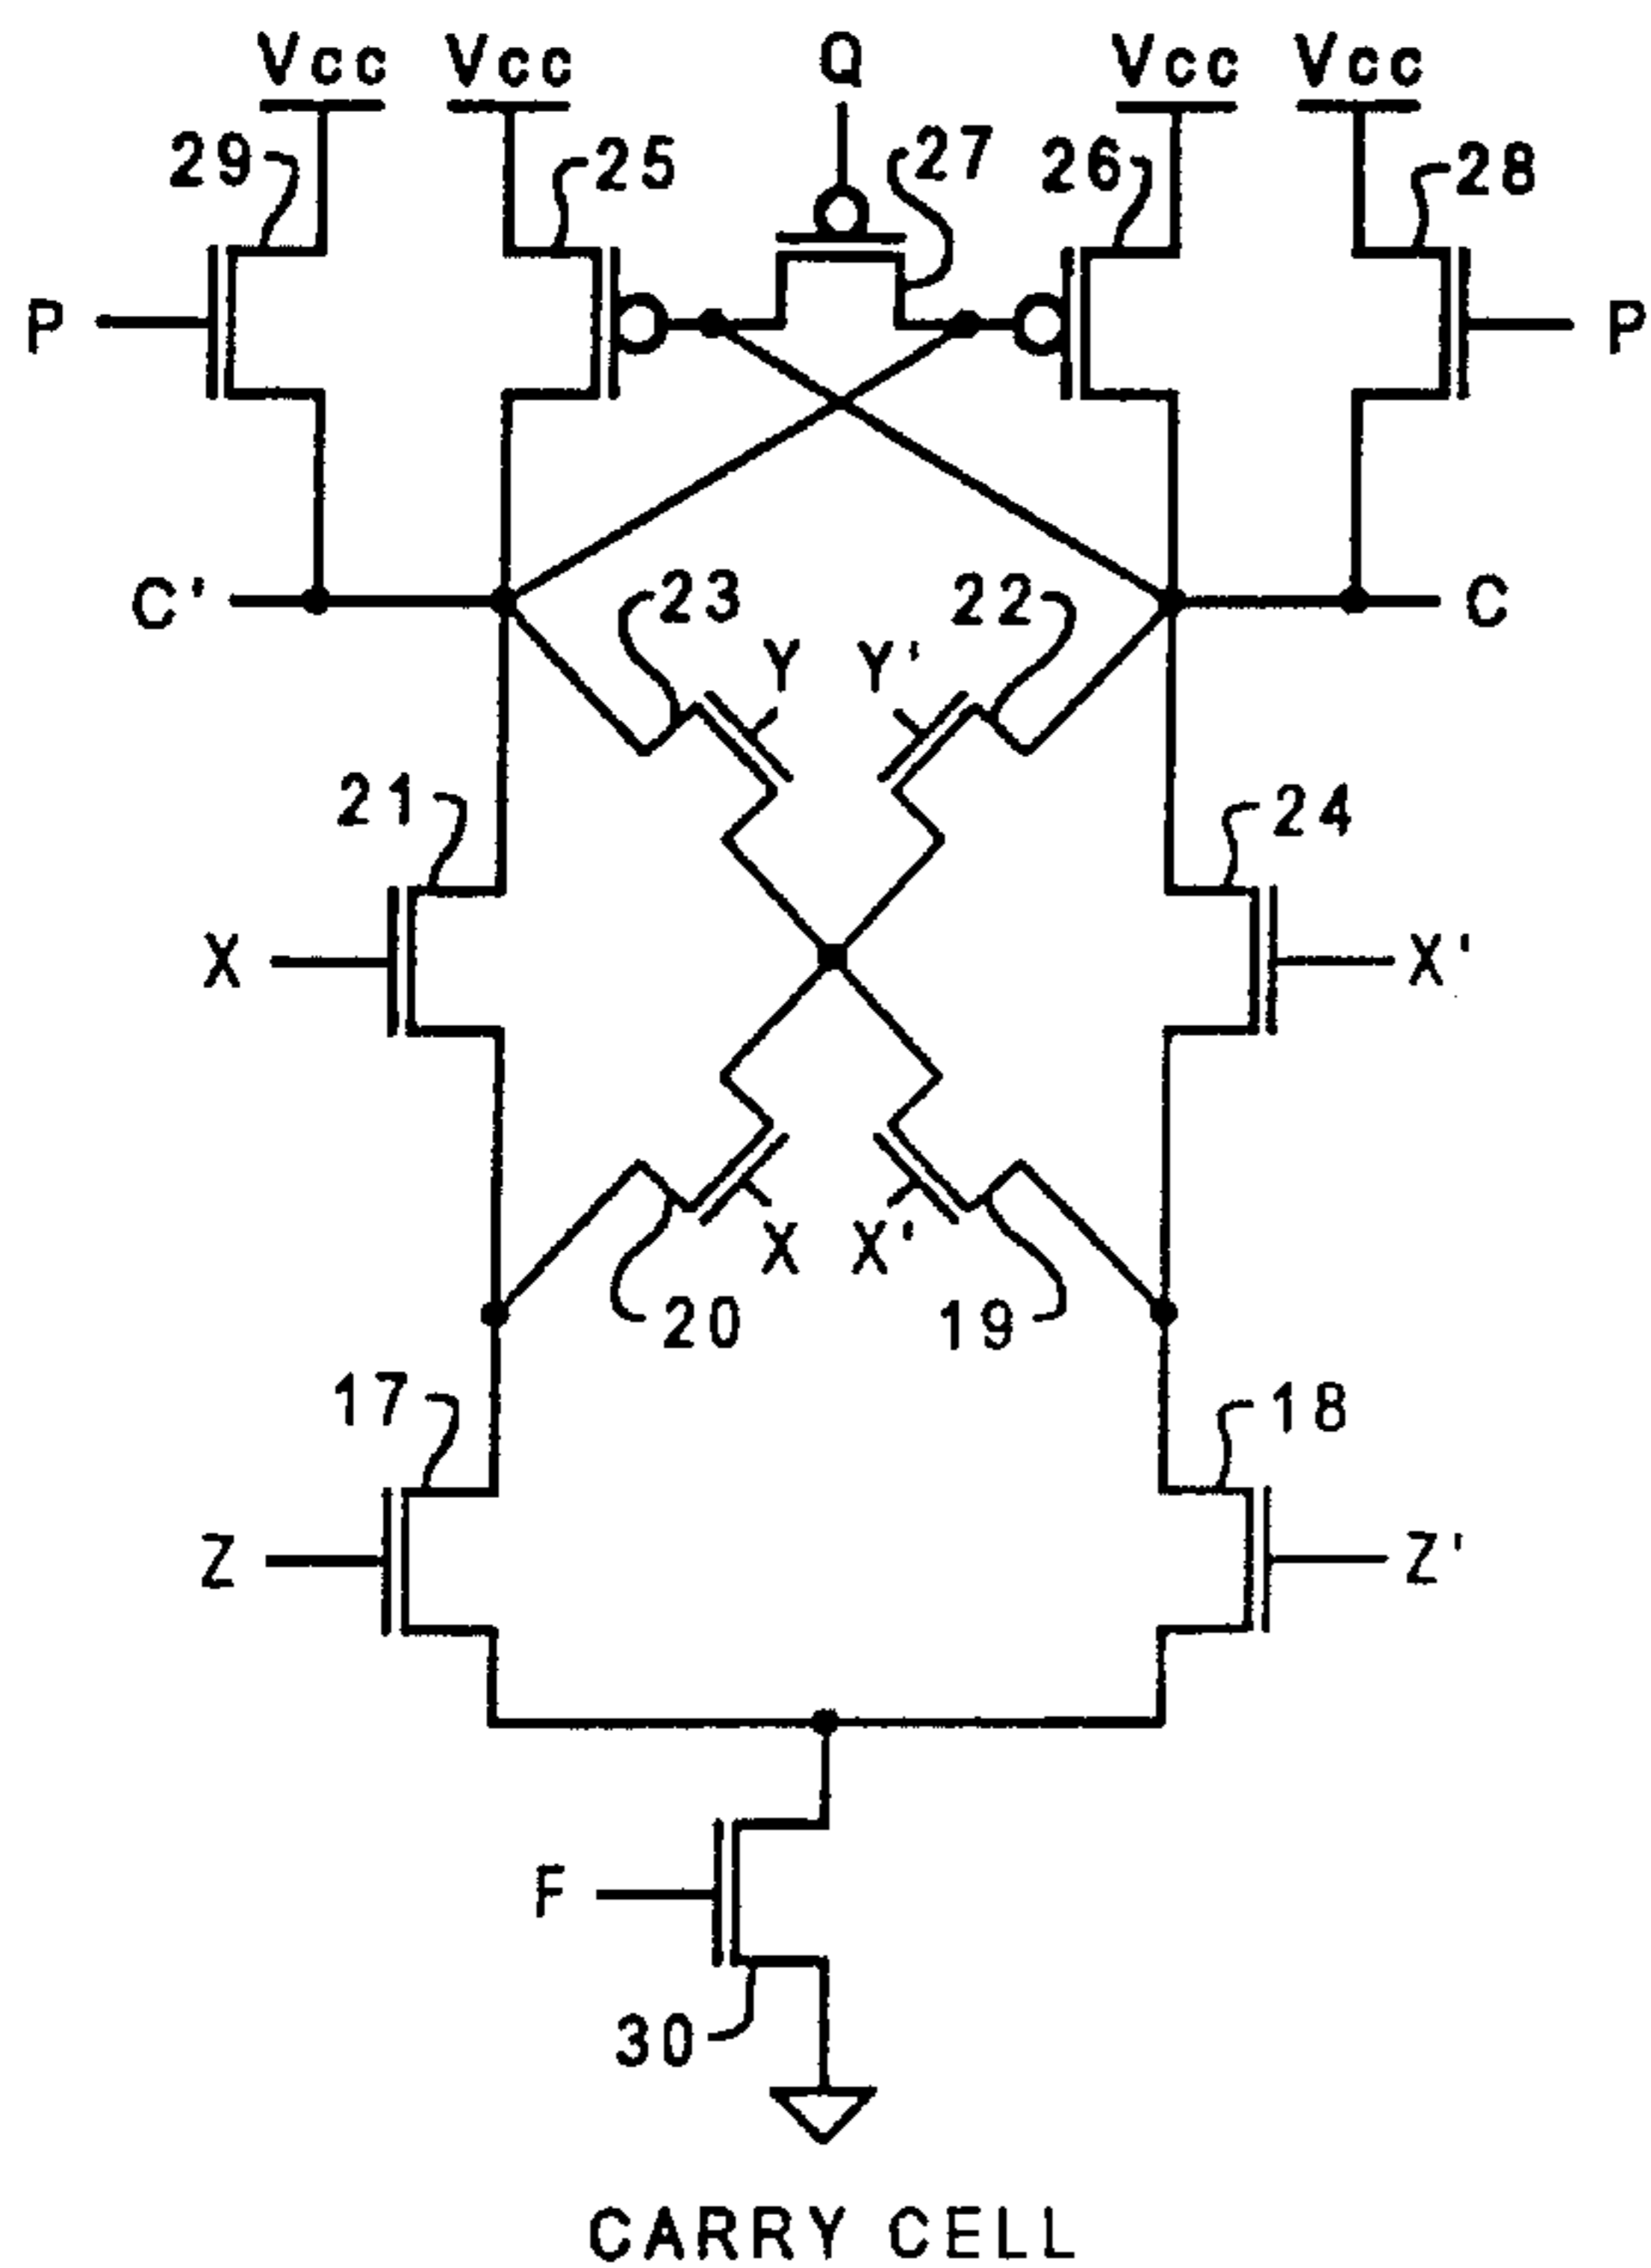 Vcc Vcc Q Vcc Vcc
29 25 27 26 28
P P
C' 23 22 C
Y Y'
21 24
X X'
X X'
20 19
17 18
Z Z'
F
30
CARRY CELL